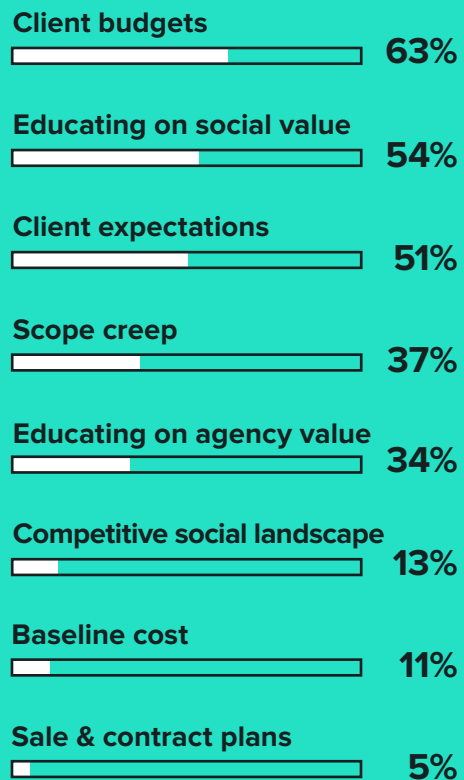 Client budgets
63%
Educating on social value
54%
Client expectations
51%
Scope creep
37%
Educating on agency value
34%
Competitive social landscape
13%
Baseline cost
11%
Sale & contract plans
5%